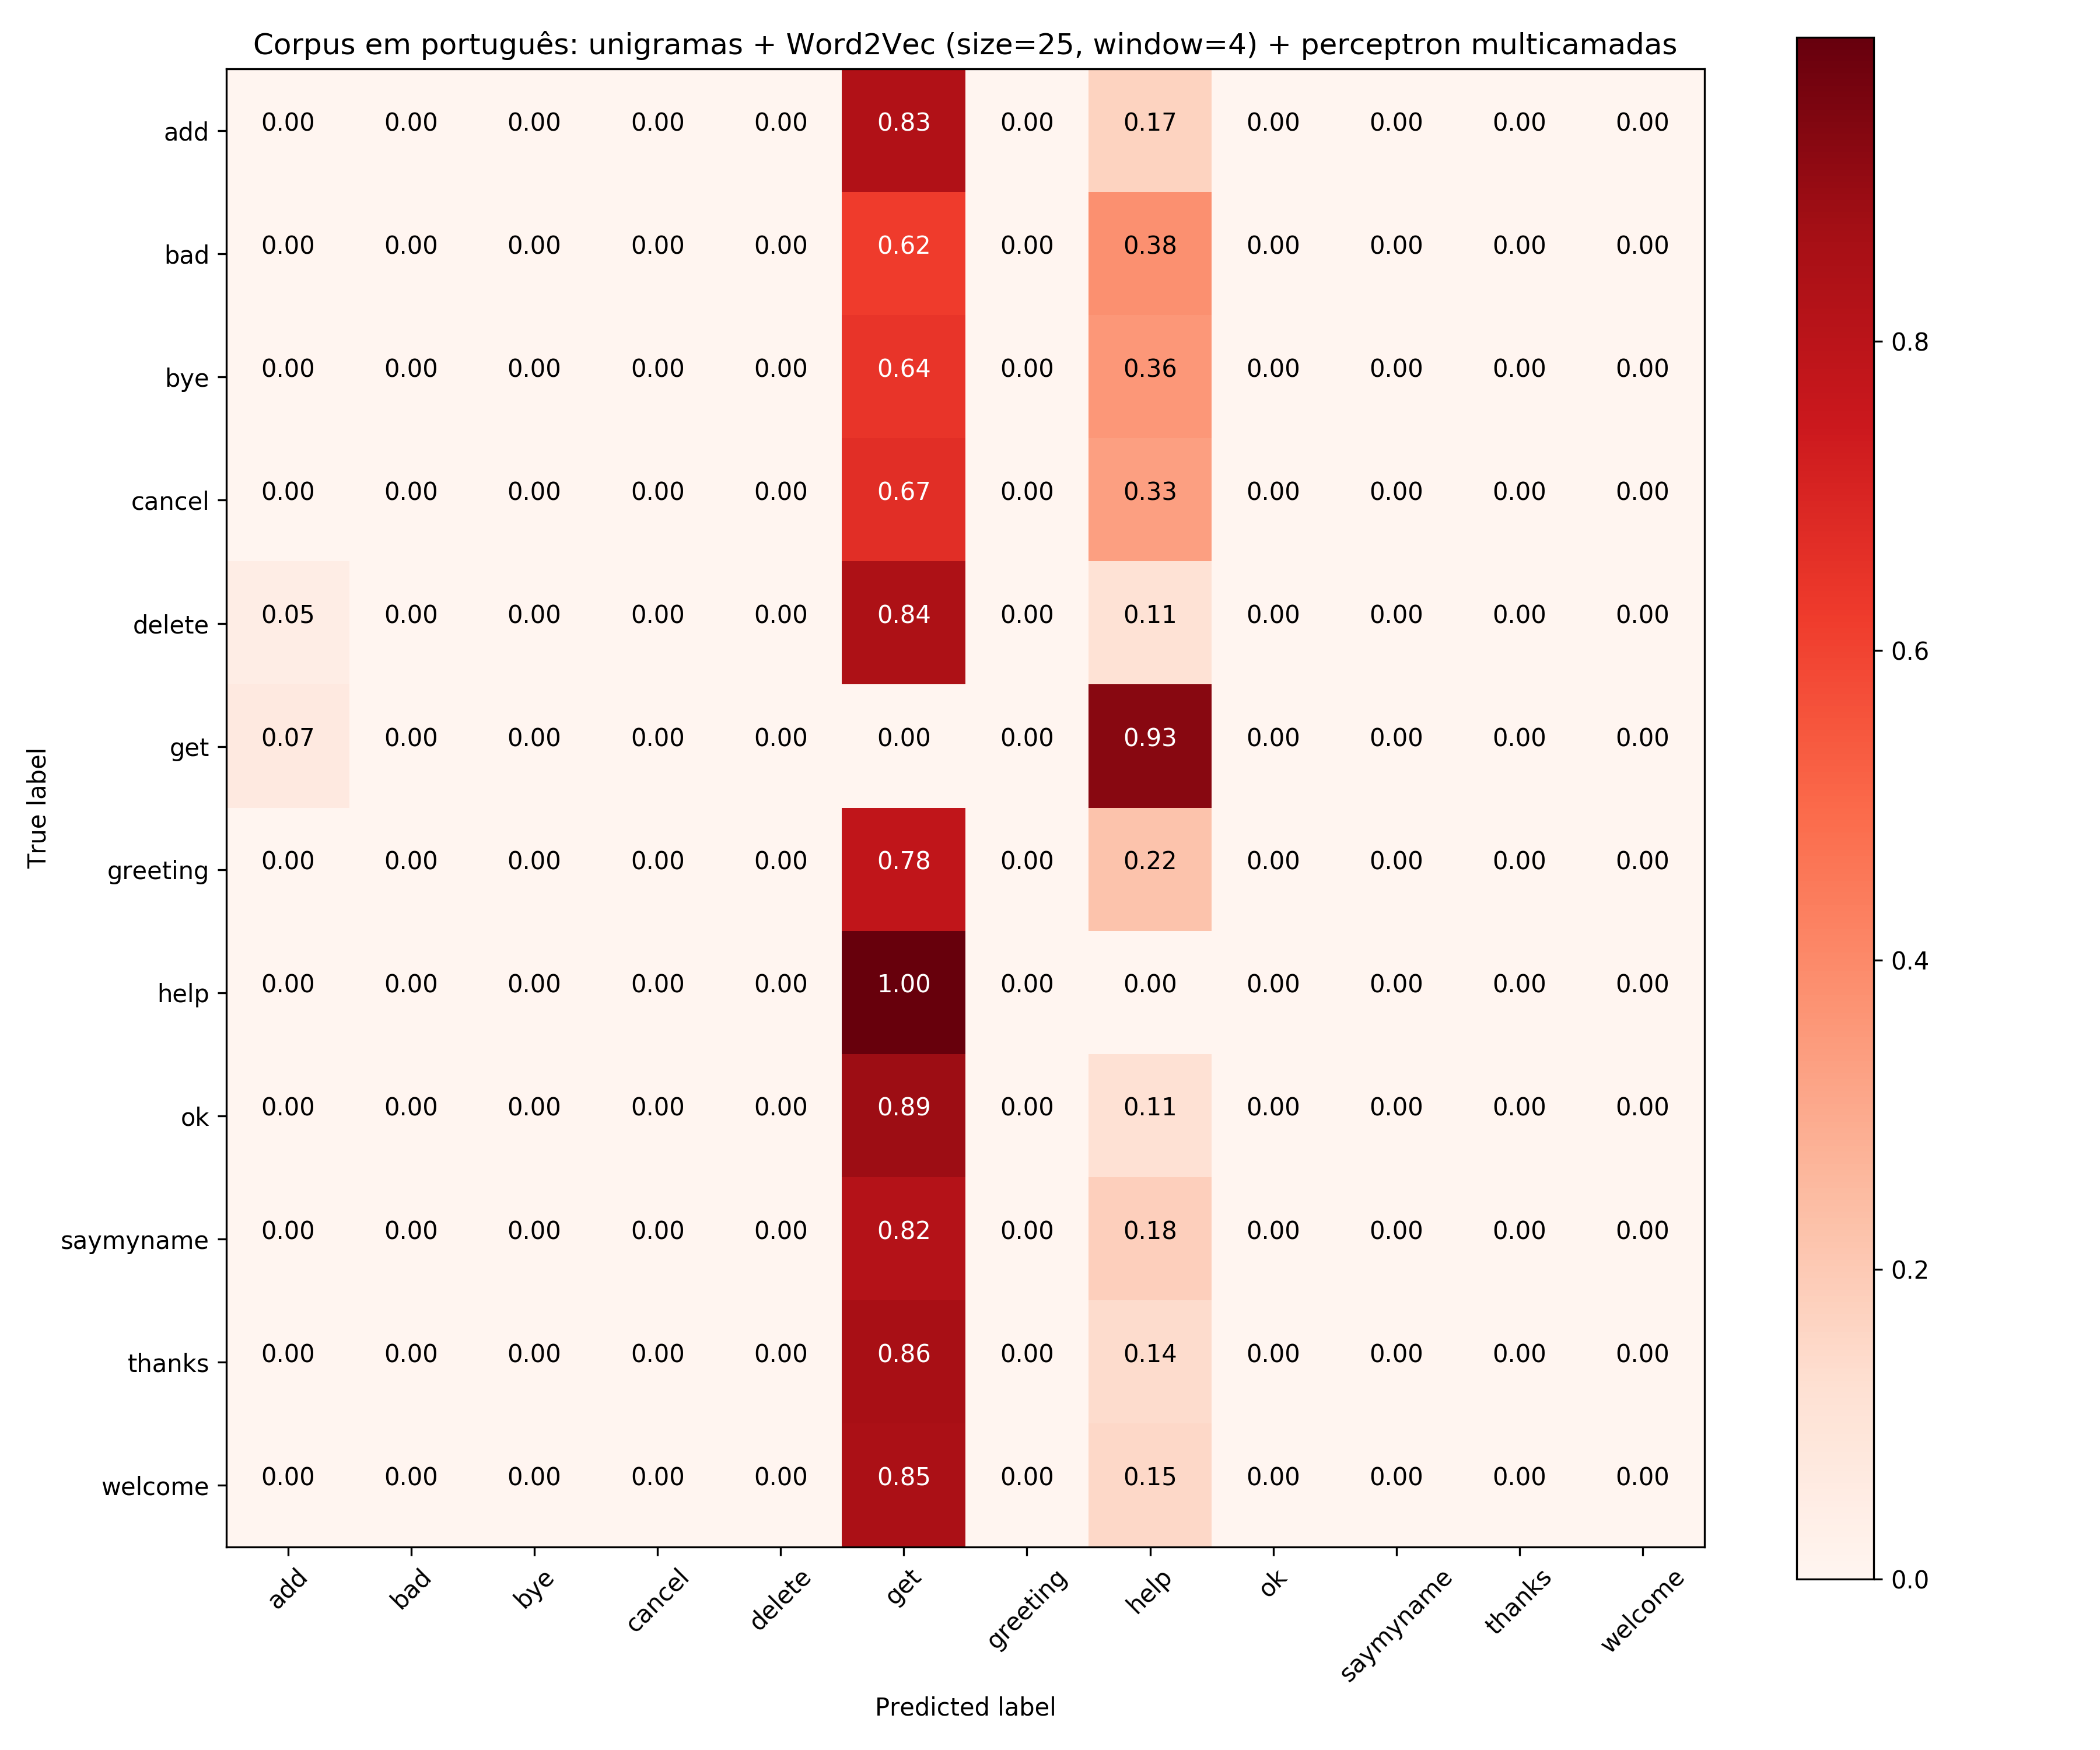 Corpus em português: unigramas + Word2Vec (size=25, window=4) + perceptron multicamadas
True label
add 0.00 0.00 0.00 0.00 0.00 0.83 0.00 0.17 0.00 0.00 0.00 0.00
bad 0.00 0.00 0.00 0.00 0.00 0.62 0.00 0.38 0.00 0.00 0.00 0.00
bye 0.00 0.00 0.00 0.00 0.00 0.64 0.00 0.36 0.00 0.00 0.00 0.00
cancel 0.00 0.00 0.00 0.00 0.00 0.67 0.00 0.33 0.00 0.00 0.00 0.00
delete 0.05 0.00 0.00 0.00 0.00 0.84 0.00 0.11 0.00 0.00 0.00 0.00
get 0.07 0.00 0.00 0.00 0.00 0.00 0.00 0.93 0.00 0.00 0.00 0.00
greeting 0.00 0.00 0.00 0.00 0.00 0.78 0.00 0.22 0.00 0.00 0.00 0.00
help 0.00 0.00 0.00 0.00 0.00 1.00 0.00 0.00 0.00 0.00 0.00 0.00
ok 0.00 0.00 0.00 0.00 0.00 0.89 0.00 0.11 0.00 0.00 0.00 0.00
saymyname 0.00 0.00 0.00 0.00 0.00 0.82 0.00 0.18 0.00 0.00 0.00 0.00
thanks 0.00 0.00 0.00 0.00 0.00 0.86 0.00 0.14 0.00 0.00 0.00 0.00
welcome 0.00 0.00 0.00 0.00 0.00 0.85 0.00 0.15 0.00 0.00 0.00 0.00
add bad bye cancel delete get greeting help ok saymyname thanks welcome
Predicted label
0.8
0.6
0.4
0.2
0.0